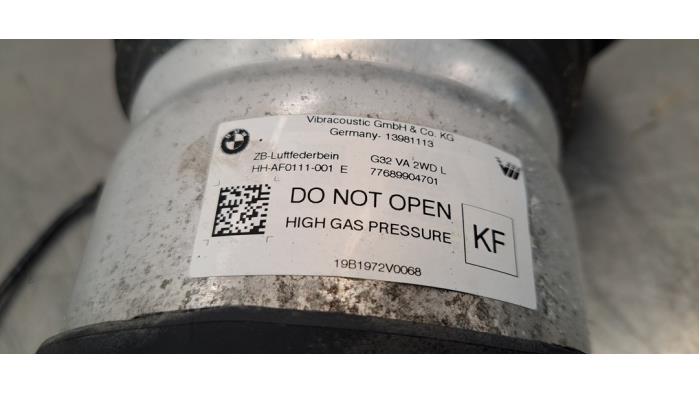 Vibracoustic GmbH & Co. KG
Germany- 13981113
ZB-Luftfederbein G32 VA 2WD L
HH-AF0111-001 E 77689904701
DO NOT OPEN
HIGH GAS PRESSURE
KF
19B1972V0068